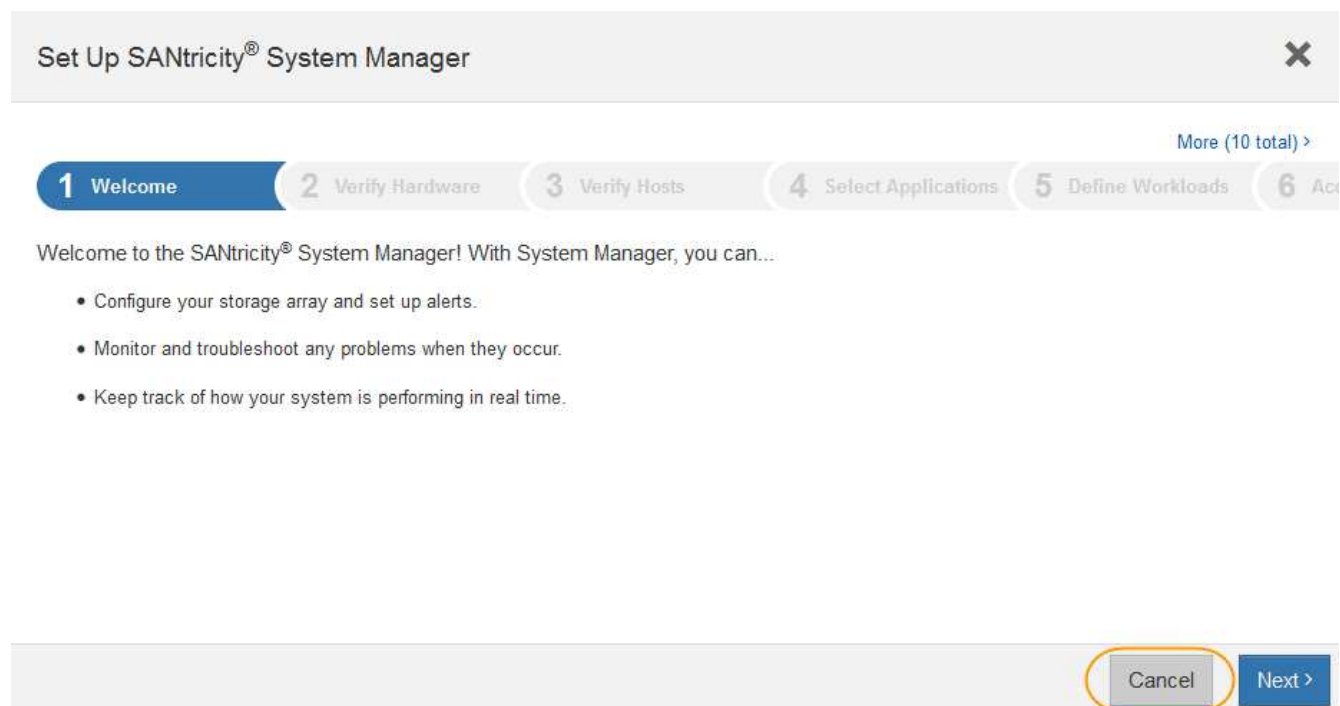 Set Up SANtricity® System Manager
More (10 total) >
1 Welcome 2 Verify Hardware 3 Verify Hosts 4 Select Applications 5 Define Workloads 6
Welcome to the SANtricity® System Manager! With System Manager, you can...
• Configure your storage array and set up alerts.
• Monitor and troubleshoot any problems when they occur.
• Keep track of how your system is performing in real time.
Cancel Next >